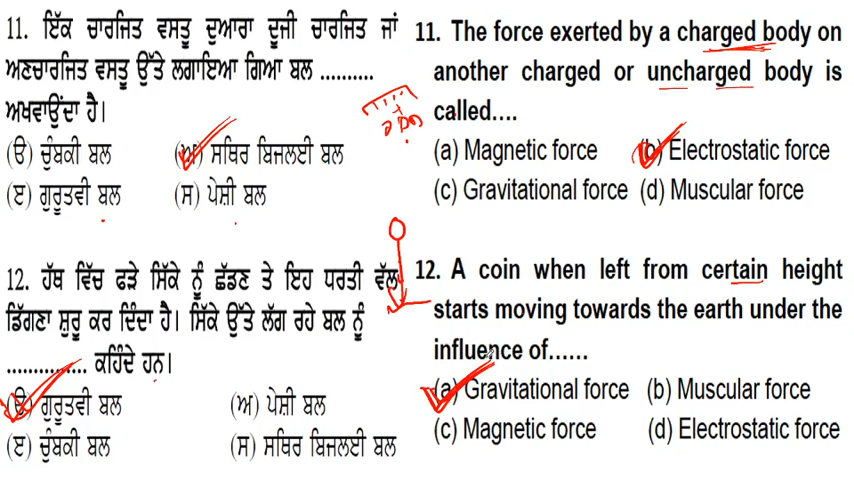 11. ਇੱਕ ਚਾਰਜਿਤ ਵਸਤੂ ਦੁਆਰਾ ਦੂਜੀ ਚਾਰਜਿਤ ਜਾਂ
ਅਣਚਾਰਜਿਤ ਵਸਤੂ ਉੱਤੇ ਲਗਾਇਆ ਗਿਆ ਬਲ ..........
ਅਖਵਾਉਂਦਾ ਹੈ।
(ੳ) ਚੁੰਬਕੀ ਬਲ (ਅ) ਸਥਿਰ ਬਿਜਲਈ ਬਲ
(ੲ) ਗੁਰੂਤਵੀ ਬਲ (ਸ) ਪੇਸ਼ੀ ਬਲ
12. ਹੱਥ ਵਿੱਚ ਫੜੇ ਸਿੱਕੇ ਨੂੰ ਛੱਡਣ ਤੇ ਇਹ ਧਰਤੀ ਵੱਲ
ਡਿੱਗਣਾ ਸ਼ੁਰੂ ਕਰ ਦਿੰਦਾ ਹੈ। ਸਿੱਕੇ ਉੱਤੇ ਲੱਗ ਰਹੇ ਬਲ ਨੂੰ
............... ਕਹਿੰਦੇ ਹਨ।
(ੳ) ਗੁਰੂਤਵੀ ਬਲ (ਅ) ਪੇਸ਼ੀ ਬਲ
(ੲ) ਚੁੰਬਕੀ ਬਲ (ਸ) ਸਥਿਰ ਬਿਜਲਈ ਬਲ
11. The force exerted by a charged body on
another charged or uncharged body is
called....
(a) Magnetic force (b) Electrostatic force
(c) Gravitational force (d) Muscular force
12. A coin when left from certain height
starts moving towards the earth under the
influence of......
(a) Gravitational force (b) Muscular force
(c) Magnetic force (d) Electrostatic force